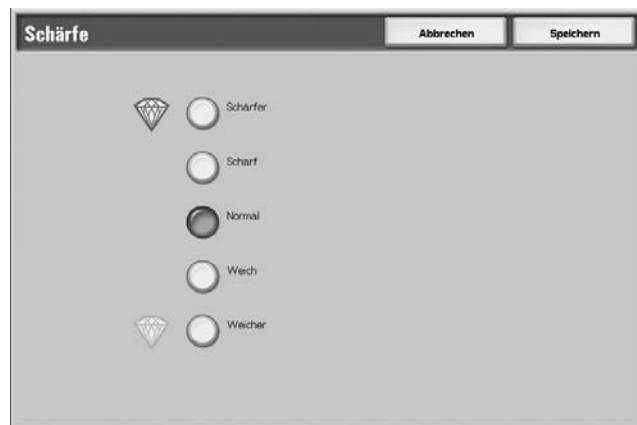 Schärfe Abbrechen Speichern
Schärfer
Scharf
Normal
Weich
Weicher